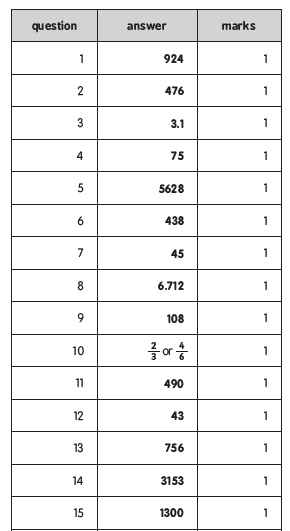 question answer marks
1 924 1
2 476 1
3 3.1 1
4 75 1
5 5628 1
6 438 1
7 45 1
8 6.712 1
9 108 1
10 2/3 or 4/6 1
11 490 1
12 43 1
13 756 1
14 3153 1
15 1300 1